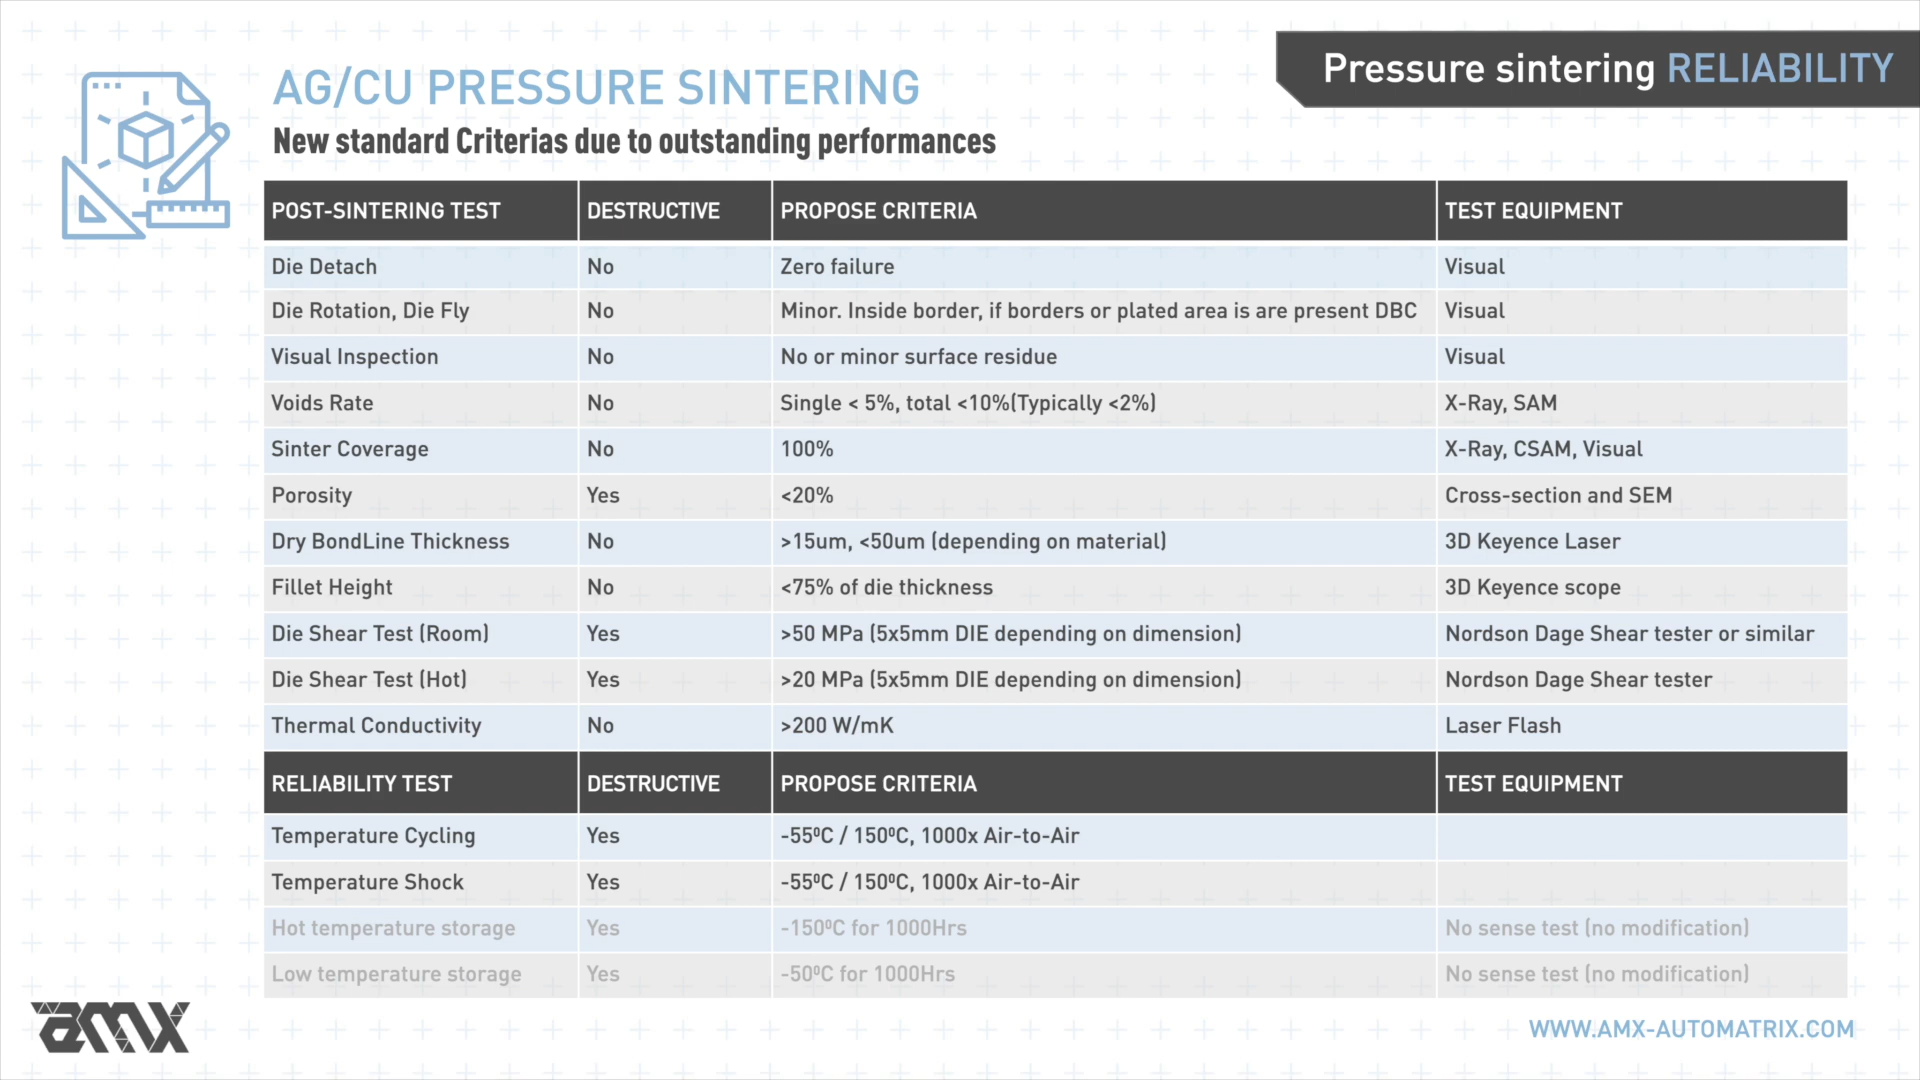 Pressure sintering RELIABILITY
AG/CU PRESSURE SINTERING
New standard Criterias due to outstanding performances
POST-SINTERING TEST DESTRUCTIVE PROPOSE CRITERIA TEST EQUIPMENT
Die Detach No Zero failure Visual
Die Rotation, Die Fly No Minor. Inside border, if borders or plated area is are present DBC Visual
Visual Inspection No No or minor surface residue Visual
Voids Rate No Single < 5%, total <10%(Typically <2%) X-Ray, SAM
Sinter Coverage No 100% X-Ray, CSAM, Visual
Porosity Yes <20% Cross-section and SEM
Dry BondLine Thickness No >15um, <50um (depending on material) 3D Keyence Laser
Fillet Height No <75% of die thickness 3D Keyence scope
Die Shear Test (Room) Yes >50 MPa (5x5mm DIE depending on dimension) Nordson Dage Shear tester or similar
Die Shear Test (Hot) Yes >20 MPa (5x5mm DIE depending on dimension) Nordson Dage Shear tester
Thermal Conductivity No >200 W/mK Laser Flash
RELIABILITY TEST DESTRUCTIVE PROPOSE CRITERIA TEST EQUIPMENT
Temperature Cycling Yes -55ºC / 150ºC, 1000x Air-to-Air
Temperature Shock Yes -55ºC / 150ºC, 1000x Air-to-Air
Hot temperature storage Yes -150ºC for 1000Hrs No sense test (no modification)
Low temperature storage Yes -50ºC for 1000Hrs No sense test (no modification)
amx
WWW.AMX-AUTOMATRIX.COM